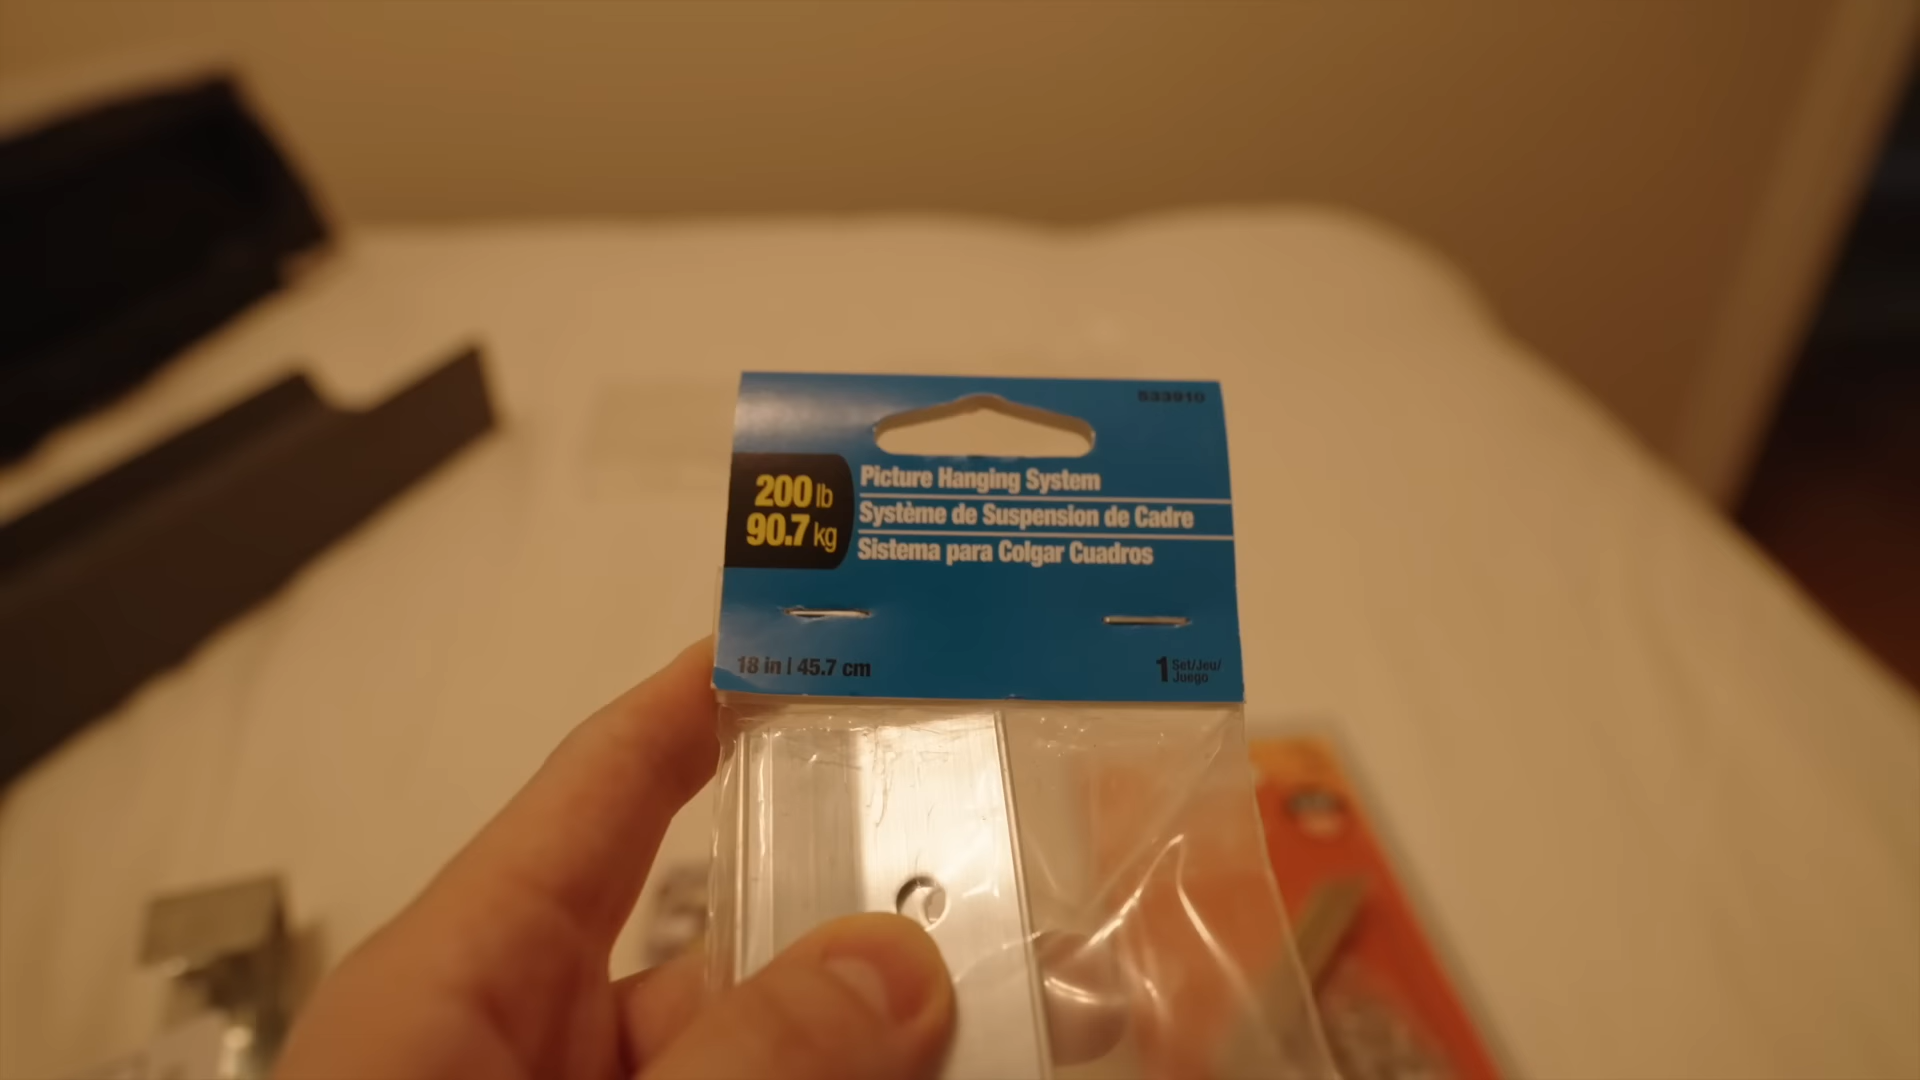 533910
200 lb
90.7 kg
Picture Hanging System
Système de Suspension de Cadre
Sistema para Colgar Cuadros
18 in | 45.7 cm
1 Set/Jeu/
Juego